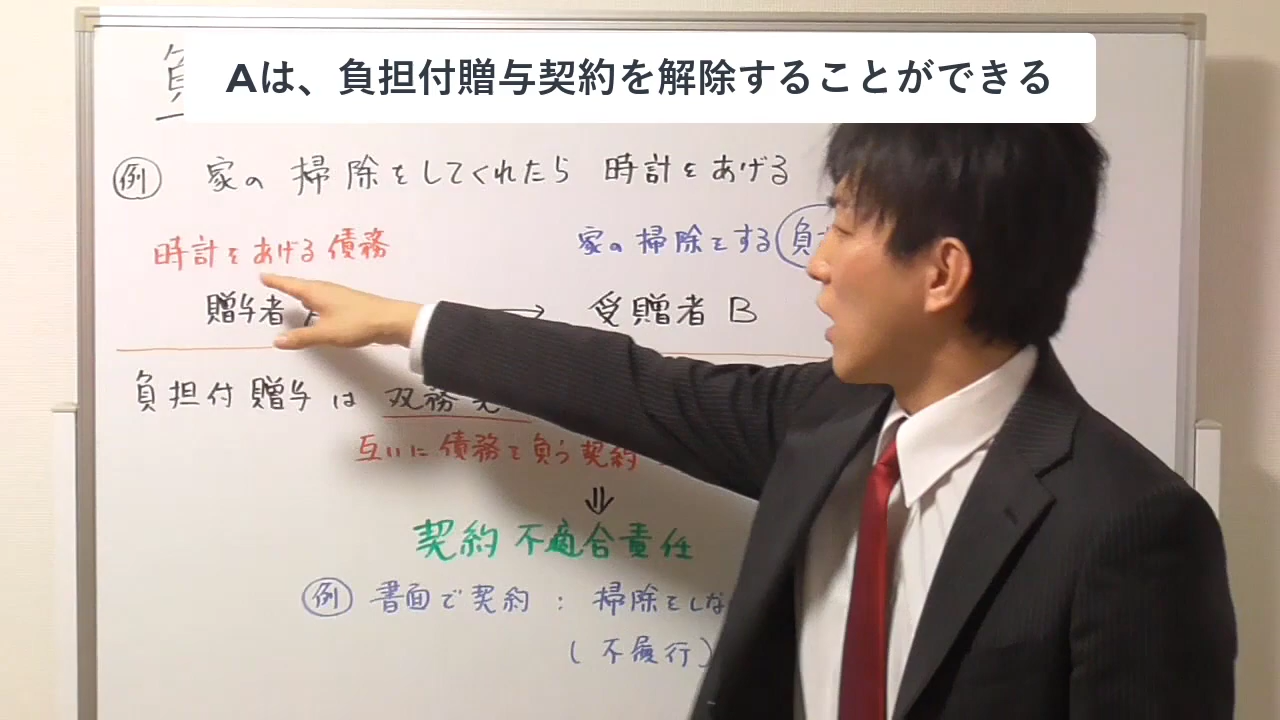 Aは、負担付贈与契約を解除することができる
例 家の掃除をしてくれたら 時計をあげる
時計をあげる債務 家の掃除をする負
贈与者 → 受贈者 B
負担付贈与は 双務
互いに債務を負う契約
⇓
契約不適合責任
例 書面で契約 : 掃除をしな
(不履行)